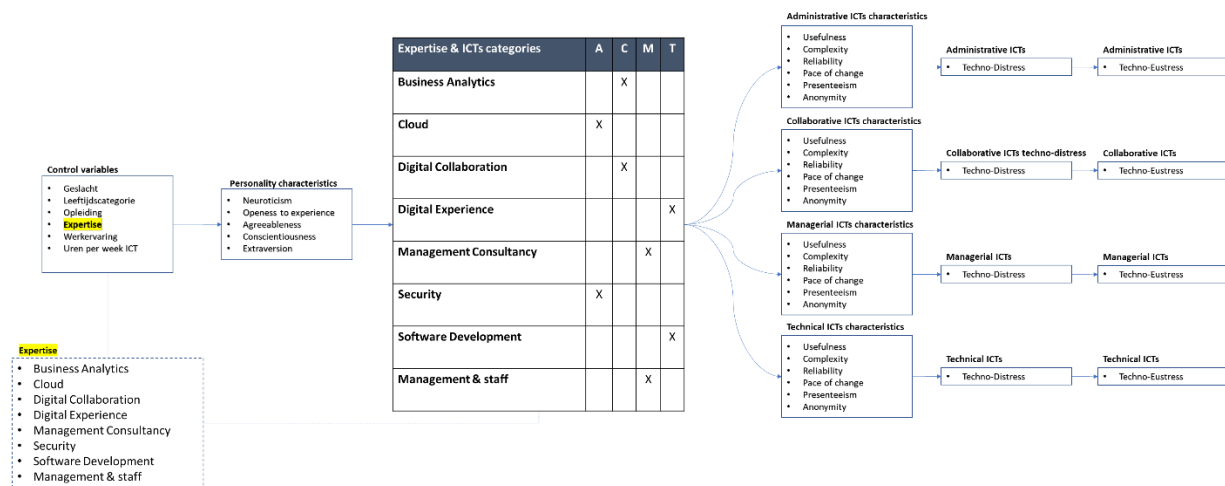 Control variables
• Geslacht
• Leeftijdscategorie
• Opleiding
• Expertise
• Werkervaring
• Uren per week ICT
Expertise
• Business Analytics
• Cloud
• Digital Collaboration
• Digital Experience
• Management Consultancy
• Security
• Software Development
• Management & staff
Personality characteristics
• Neuroticism
• Openess to experience
• Agreeableness
• Conscientiousness
• Extraversion
Expertise & ICTs categories A C M T
Business Analytics X
Cloud X
Digital Collaboration X
Digital Experience X
Management Consultancy X
Security X
Software Development X
Management & staff X
Administrative ICTs characteristics
• Usefulness
• Complexity
• Reliability
• Pace of change
• Presenteeism
• Anonymity
Administrative ICTs
• Techno-Distress
Administrative ICTs
• Techno-Eustress
Collaborative ICTs characteristics
• Usefulness
• Complexity
• Reliability
• Pace of change
• Presenteeism
• Anonymity
Collaborative ICTs techno-distress
• Techno-Distress
Collaborative ICTs
• Techno-Eustress
Managerial ICTs characteristics
• Usefulness
• Complexity
• Reliability
• Pace of change
• Presenteeism
• Anonymity
Managerial ICTs
• Techno-Distress
Managerial ICTs
• Techno-Eustress
Technical ICTs characteristics
• Usefulness
• Complexity
• Reliability
• Pace of change
• Presenteeism
• Anonymity
Technical ICTs
• Techno-Distress
Technical ICTs
• Techno-Eustress